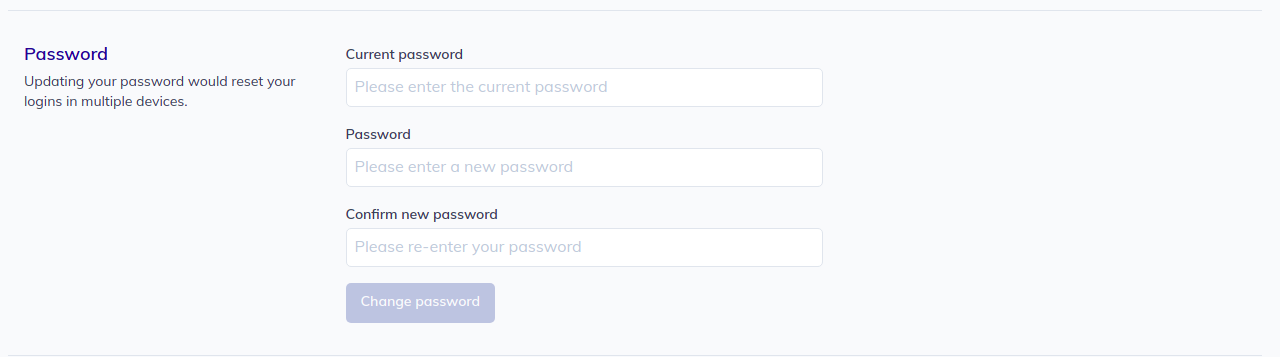 Password
Updating your password would reset your
logins in multiple devices.
Current password
Please enter the current password
Password
Please enter a new password
Confirm new password
Please re-enter your password
Change password